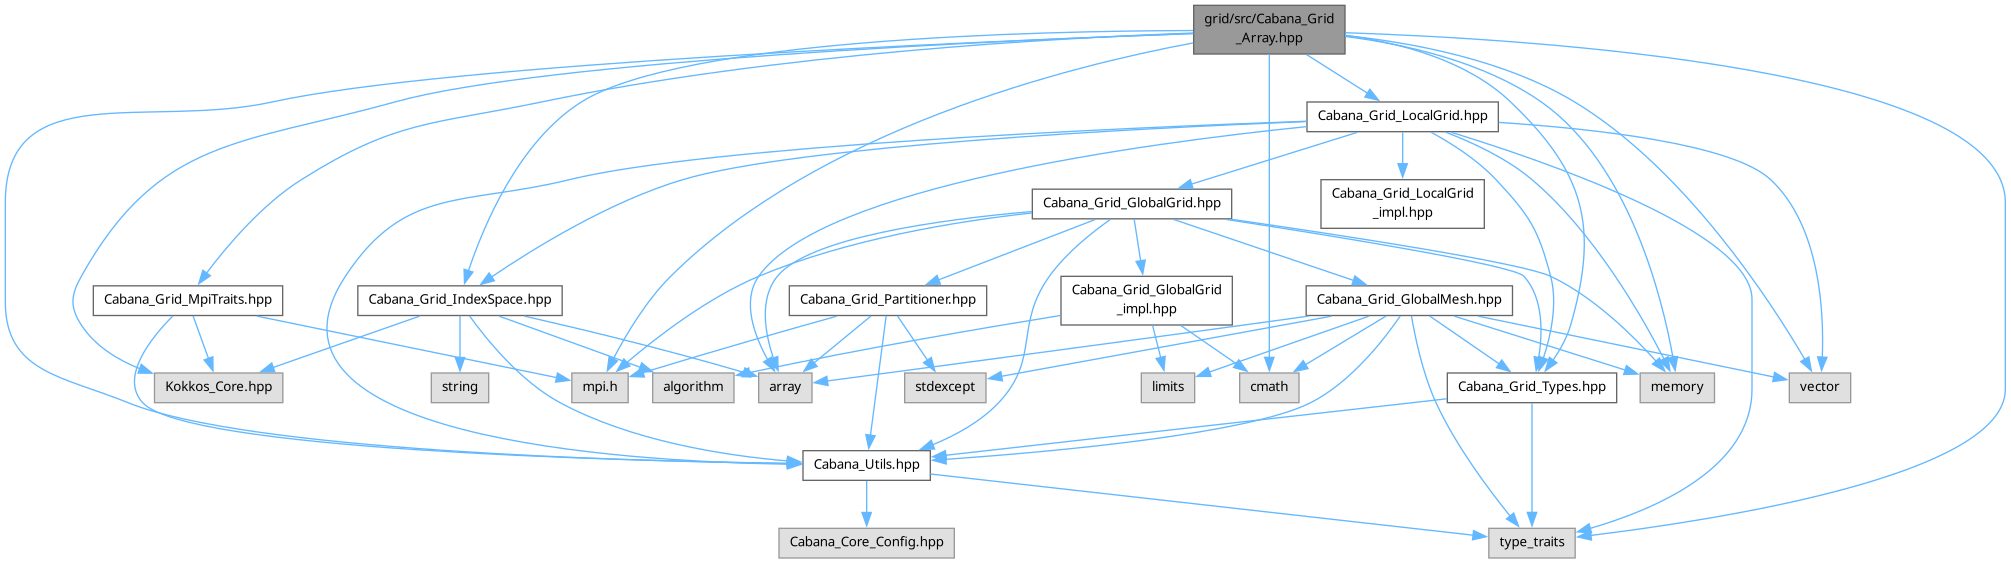 grid/src/Cabana_Grid
_Array.hpp
Cabana_Grid_LocalGrid.hpp
Cabana_Grid_GlobalGrid.hpp
Cabana_Grid_LocalGrid
_impl.hpp
Cabana_Grid_MpiTraits.hpp
Cabana_Grid_IndexSpace.hpp
Cabana_Grid_Partitioner.hpp
Cabana_Grid_GlobalGrid
_impl.hpp
Cabana_Grid_GlobalMesh.hpp
Kokkos_Core.hpp
string
mpi.h
algorithm
array
stdexcept
limits
cmath
Cabana_Grid_Types.hpp
memory
vector
Cabana_Utils.hpp
Cabana_Core_Config.hpp
type_traits